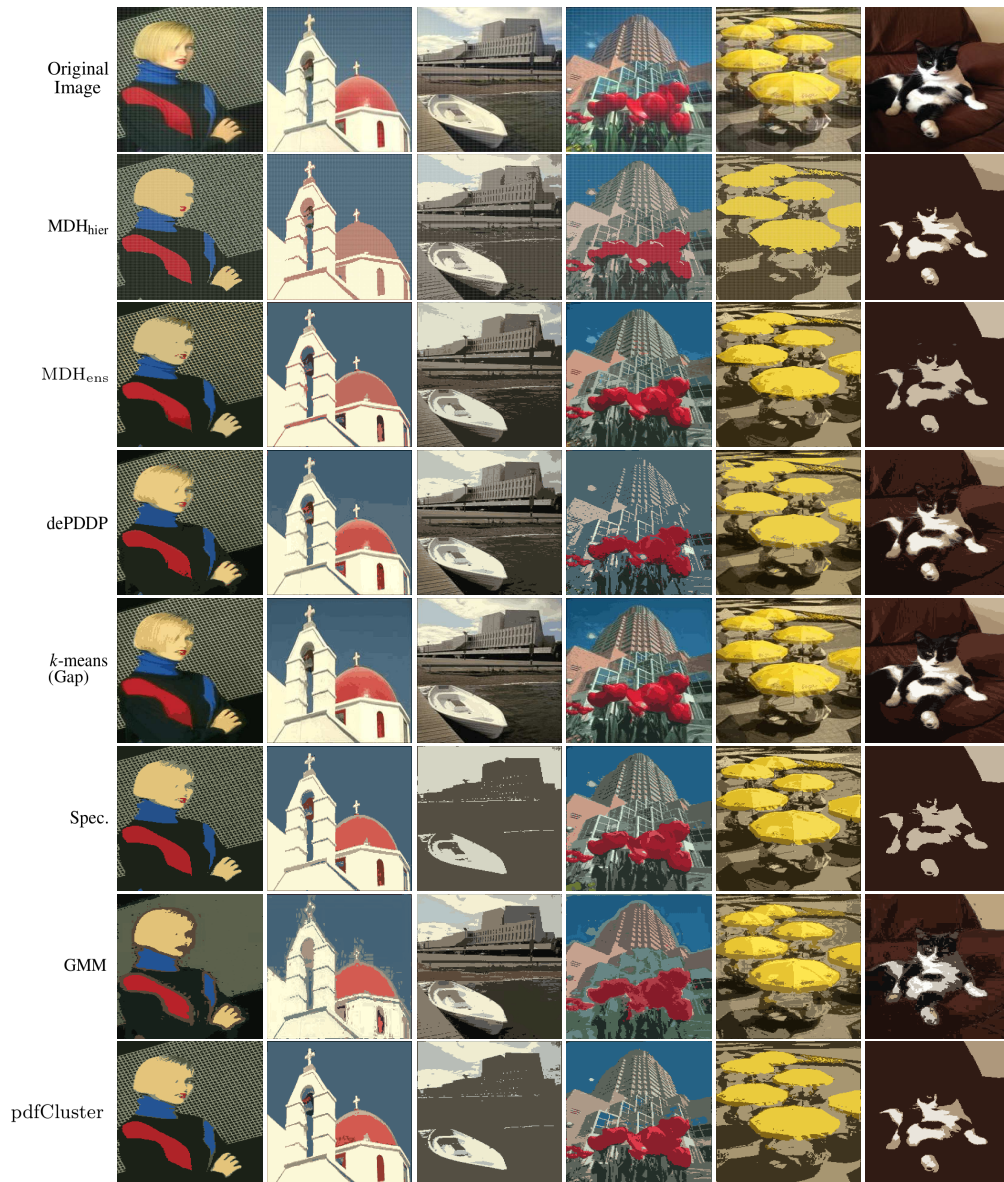 Original
Image
MDHhier
MDHens
dePDDP
k-means
(Gap)
Spec.
GMM
pdfCluster